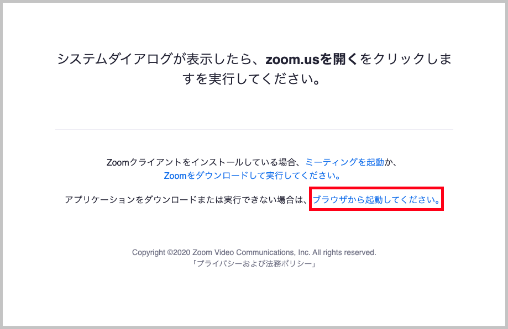 システムダイアログが表示したら、zoom.usを開くをクリックしま
すを実行してください。
Zoomクライアントをインストールしている場合、ミーティングを起動か、
Zoomをダウンロードして実行してください。
アプリケーションをダウンロードまたは実行できない場合は、ブラウザから起動してください。
Copyright ©2020 Zoom Video Communications, Inc. All rights reserved.
「プライバシーおよび法務ポリシー」